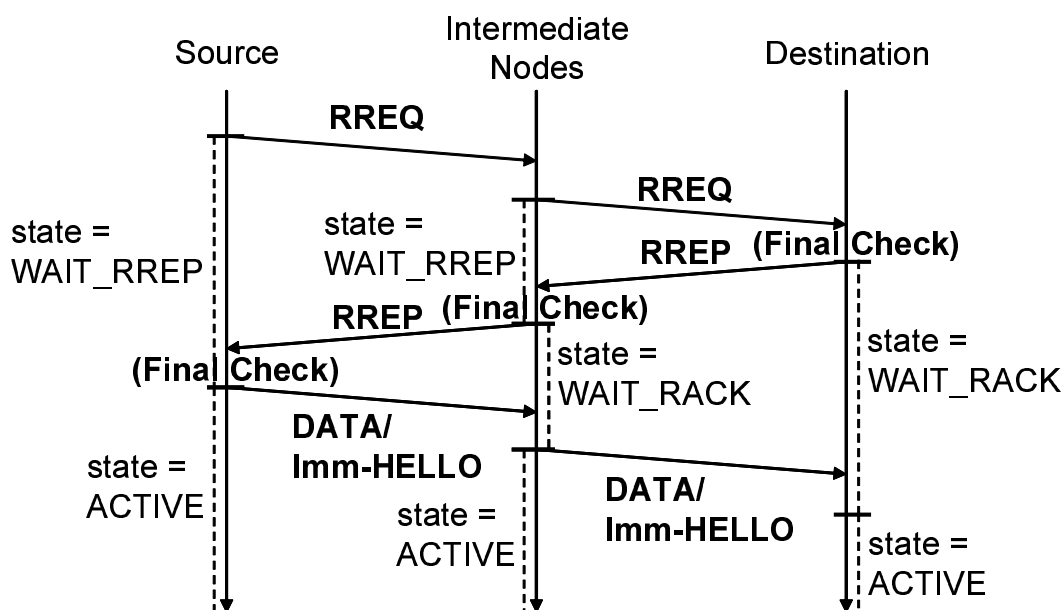 Source
Intermediate
Nodes
Destination
RREQ
RREQ
state =
WAIT_RREP
state =
WAIT_RREP
RREP
(Final Check)
RREP
(Final Check)
(Final Check)
state =
WAIT_RACK
state =
WAIT_RACK
DATA/
Imm-HELLO
state =
ACTIVE
DATA/
Imm-HELLO
state =
ACTIVE
state =
ACTIVE